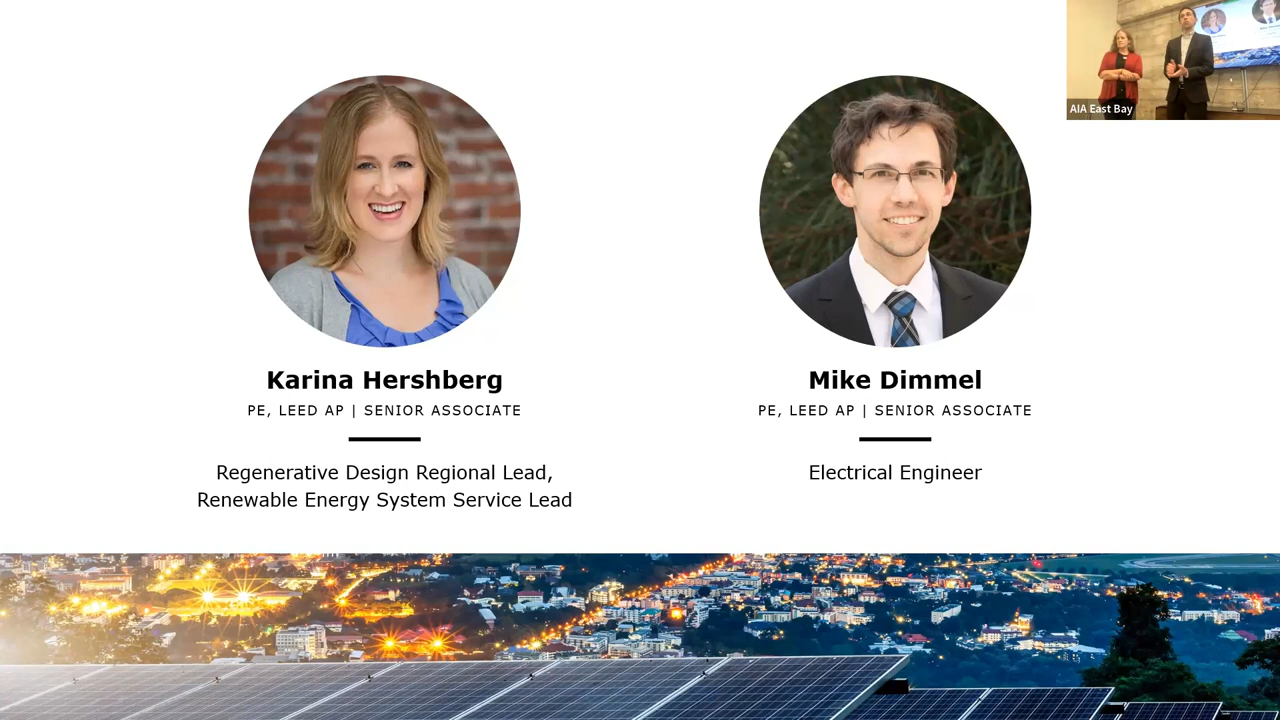 AIA East Bay
Karina Hershberg
PE, LEED AP | SENIOR ASSOCIATE
Regenerative Design Regional Lead,
Renewable Energy System Service Lead
Mike Dimmel
PE, LEED AP | SENIOR ASSOCIATE
Electrical Engineer